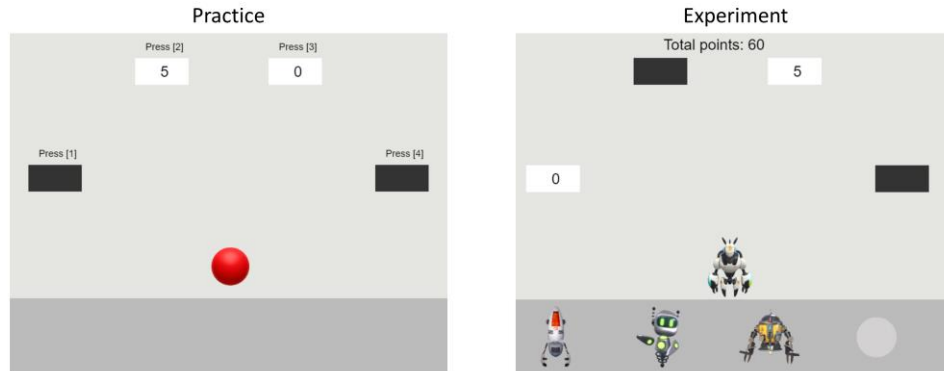 Practice
Press [2] Press [3]
5 0
Press [1] Press [4]
Experiment
Total points: 60
5
0